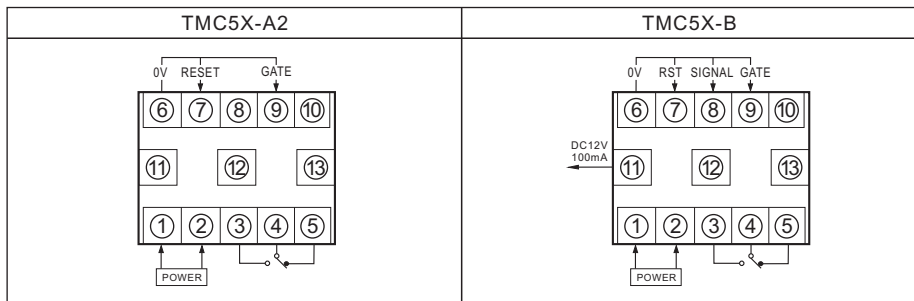 TMC5X-A2
0V RESET GATE
6 7 8 9 10
11 12 13
1 2 3 4 5
POWER
TMC5X-B
0V RST SIGNAL GATE
6 7 8 9 10
DC12V
100mA
11 12 13
1 2 3 4 5
POWER